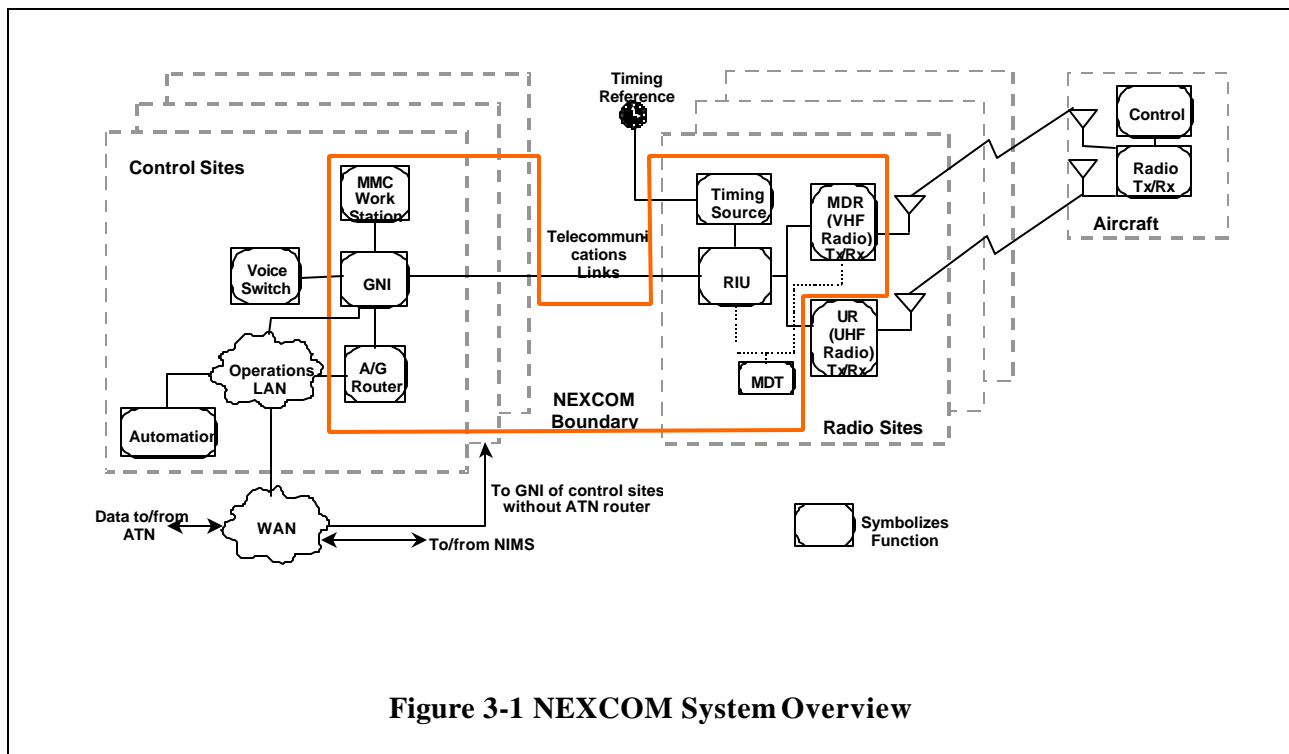 Timing
Reference
Control Sites
MMC
Work
Station
Voice
Switch
GNI
Operations
LAN
A/G
Router
Automation
Telecommuni
cations
Links
NEXCOM
Boundary
Timing
Source
RIU
MDR
(VHF
Radio)
Tx/Rx
UR
(UHF
Radio)
Tx/Rx
MDT
Radio Sites
Control
Radio
Tx/Rx
Aircraft
Data to/from
ATN
WAN
To GNI of control sites
without ATN router
To/from NIMS
Symbolizes
Function
Figure 3-1 NEXCOM System Overview